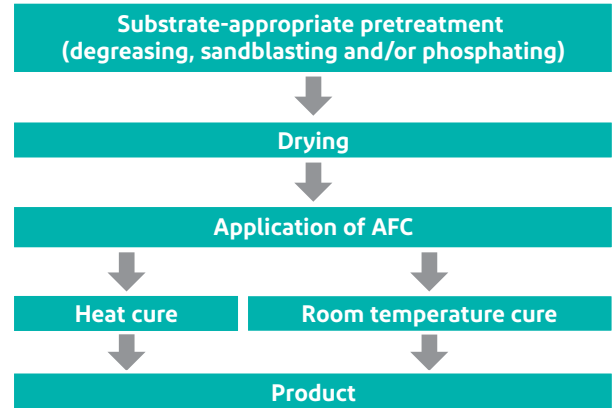 Substrate-appropriate pretreatment
(degreasing, sandblasting and/or phosphating)
Drying
Application of AFC
Heat cure
Room temperature cure
Product